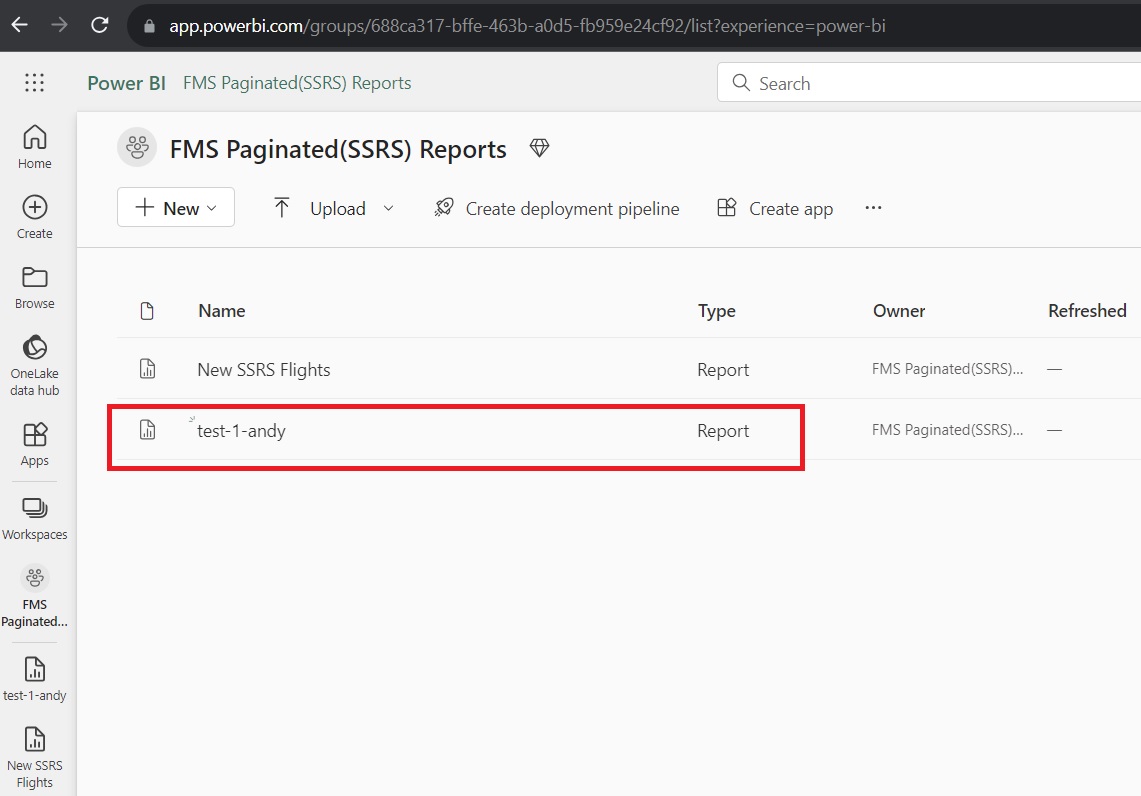 app.powerbi.com/groups/688ca317-bffe-463b-a0d5-fb959e24cf92/list?experience=power-bi
Power BI FMS Paginated(SSRS) Reports
Search
Home
Create
Browse
OneLake
data hub
Apps
Workspaces
FMS
Paginated...
test-1-andy
New SSRS
Flights
FMS Paginated(SSRS) Reports
New Upload Create deployment pipeline Create app ...
Name Type Owner Refreshed
New SSRS Flights Report FMS Paginated(SSRS)... —
test-1-andy Report FMS Paginated(SSRS)... —